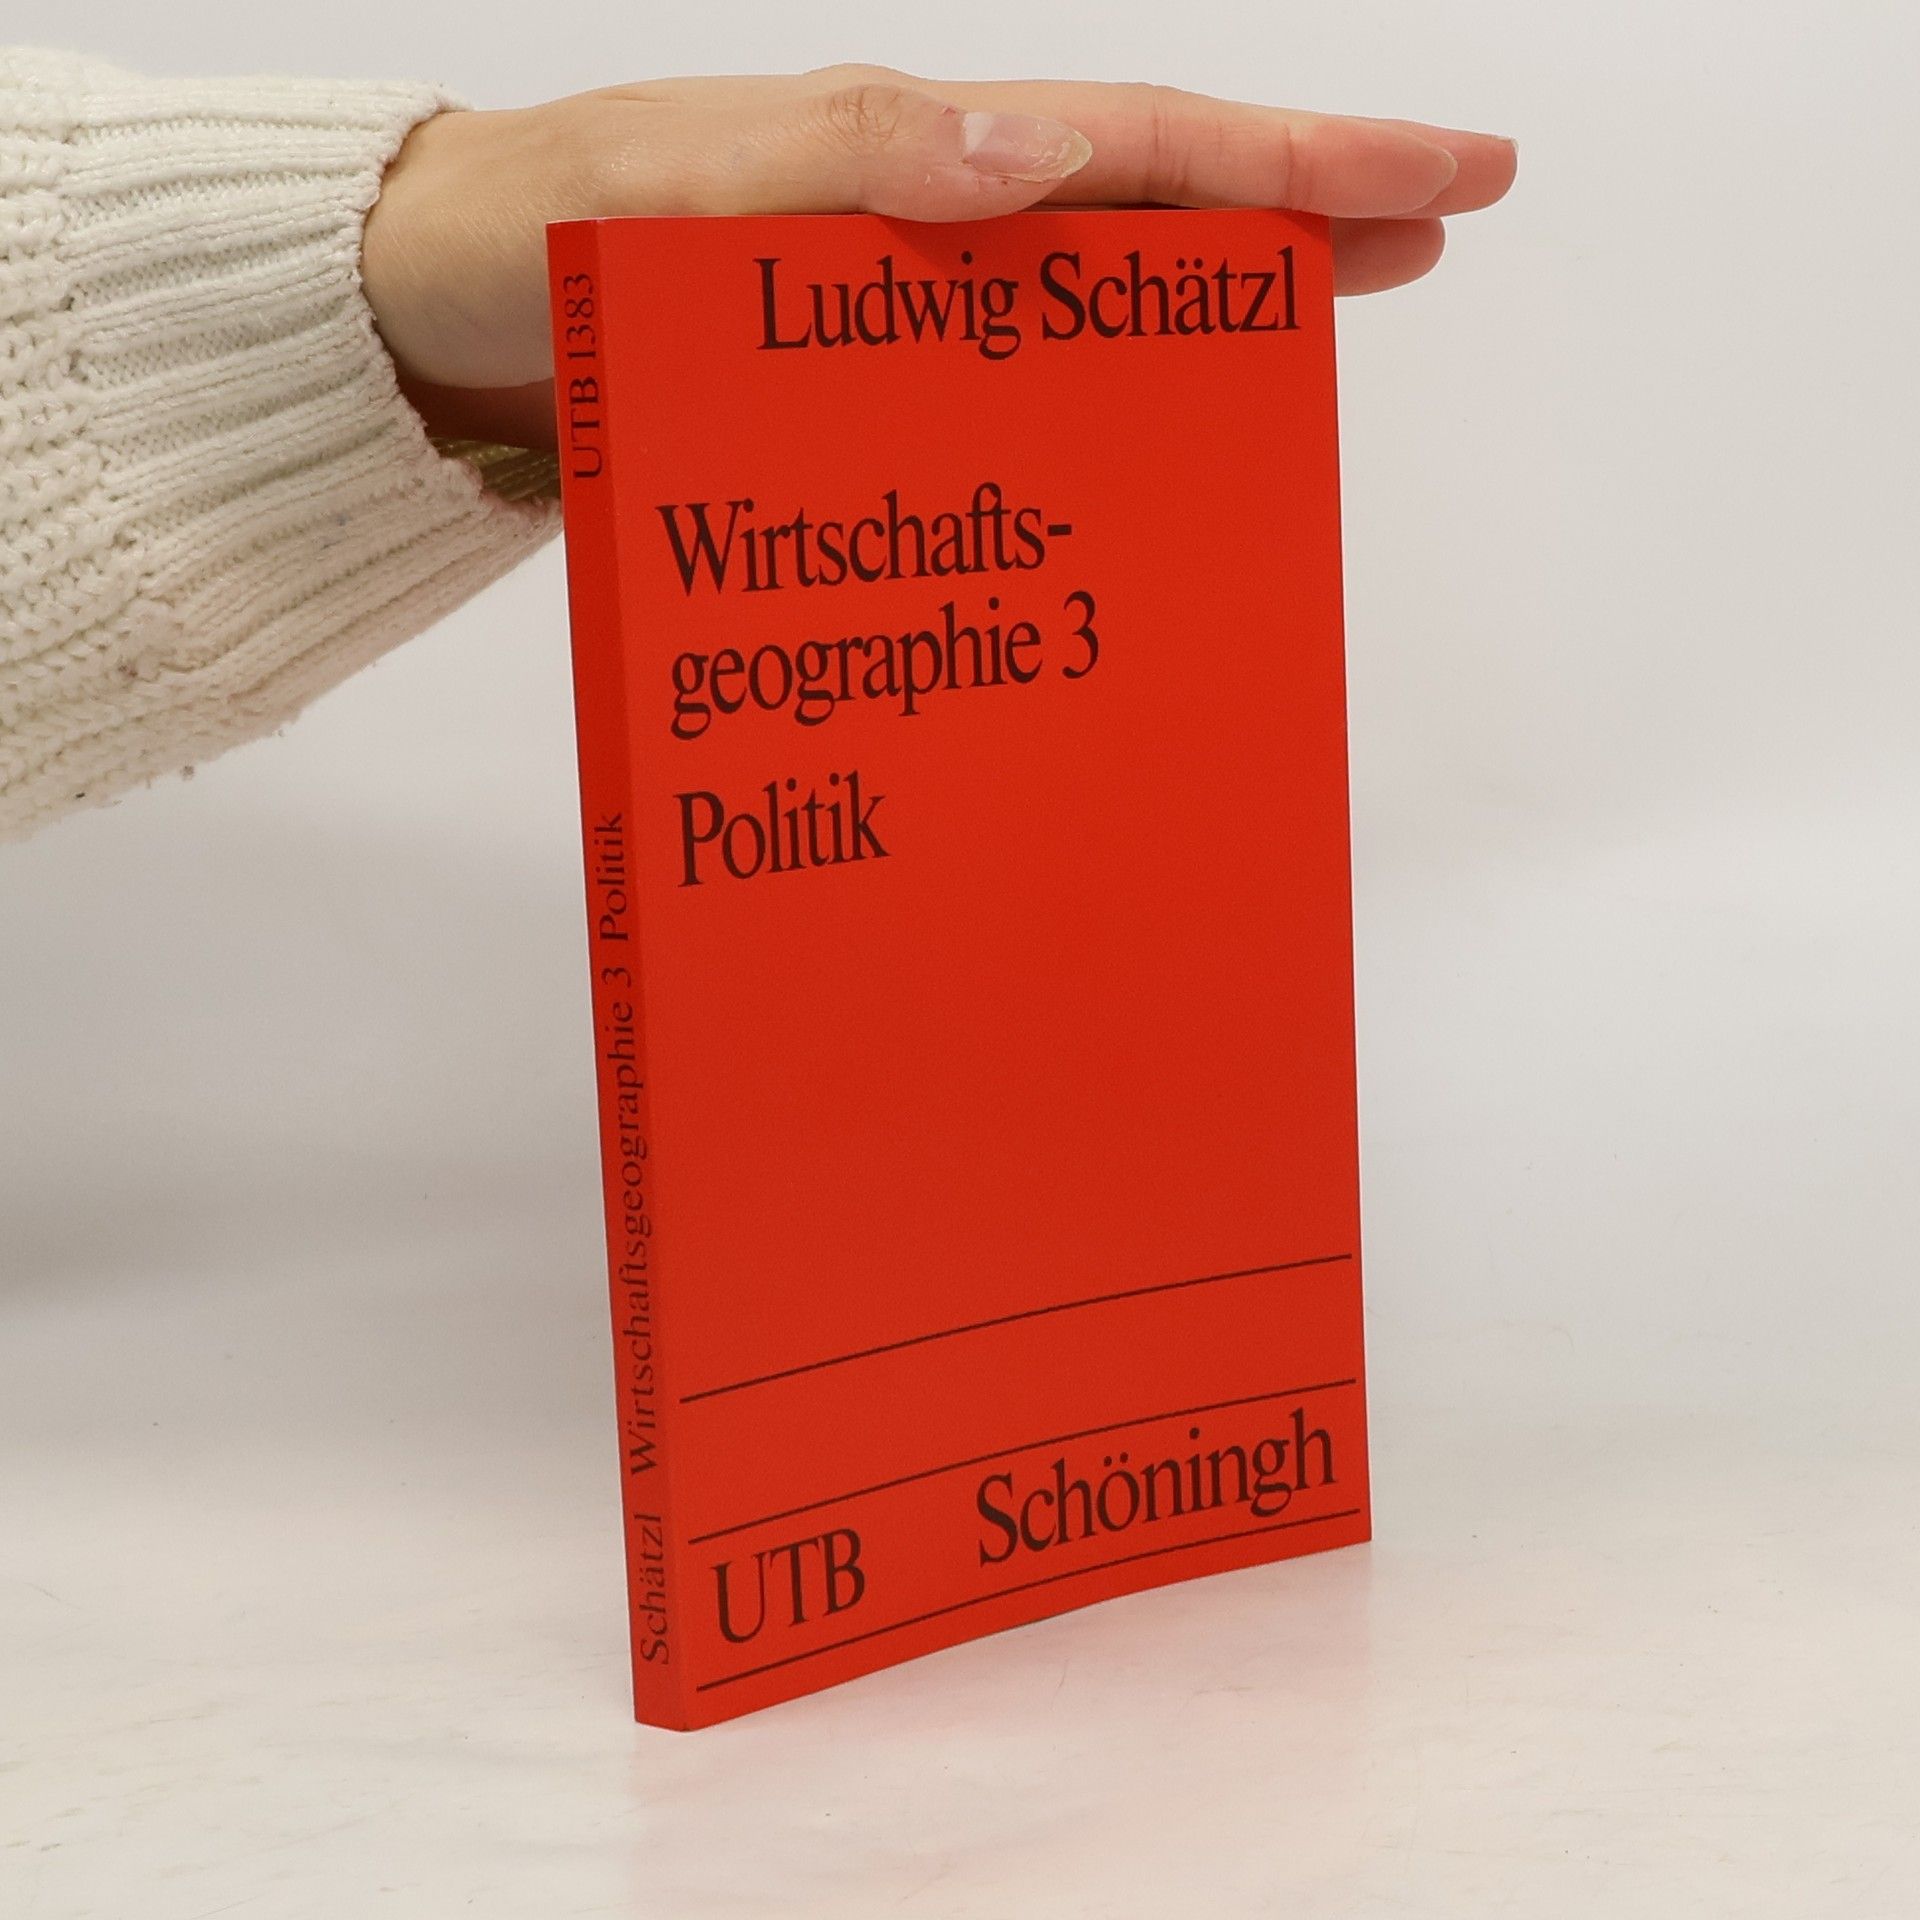 Ludwig Schätzl
Wirtschafts-
geographie 3
Politik
UTB Schöningh
Schätzl Wirtschaftsgeographie 3 Politik UTB 1383